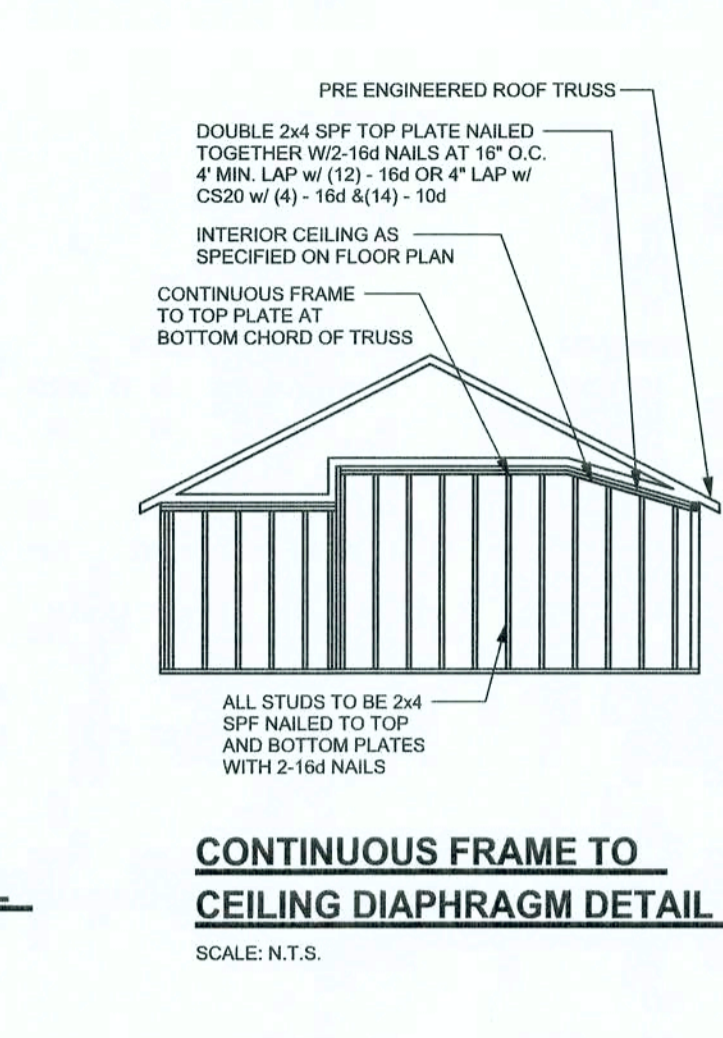 PRE ENGINEERED ROOF TRUSS
DOUBLE 2x4 SPF TOP PLATE NAILED
TOGETHER W/2-16d NAILS AT 16" O.C.
4' MIN. LAP w/ (12) - 16d OR 4" LAP w/
CS20 w/ (4) - 16d &(14) - 10d
INTERIOR CEILING AS
SPECIFIED ON FLOOR PLAN
CONTINUOUS FRAME
TO TOP PLATE AT
BOTTOM CHORD OF TRUSS
ALL STUDS TO BE 2x4
SPF NAILED TO TOP
AND BOTTOM PLATES
WITH 2-16d NAILS
CONTINUOUS FRAME TO
CEILING DIAPHRAGM DETAIL
SCALE: N.T.S.